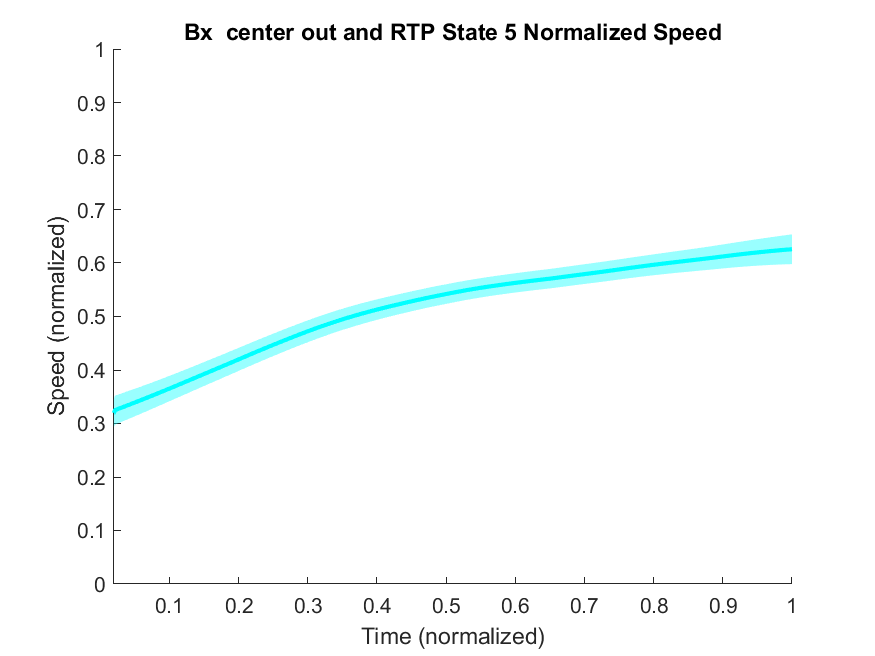 Bx  center out and RTP State 5 Normalized Speed
1
0.9
0.8
0.7
0.6
0.5
0.4
0.3
0.2
0.1
0
Speed (normalized)
0.1 0.2 0.3 0.4 0.5 0.6 0.7 0.8 0.9 1
Time (normalized)